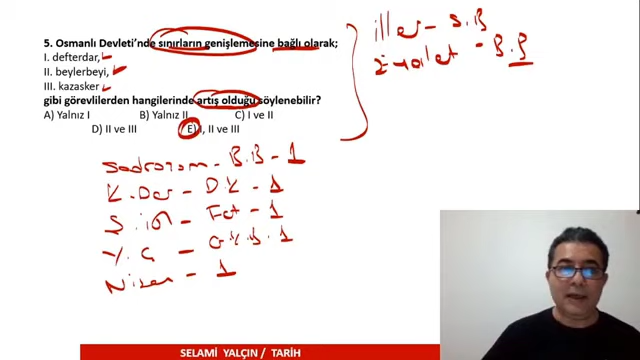 5. Osmanlı Devleti'nde sınırların genişlemesine bağlı olarak;
I. defterdar,
II. beylerbeyi,
III. kazasker
gibi görevlilerden hangilerinde artış olduğu söylenebilir?
A) Yalnız I B) Yalnız II C) I ve II
D) II ve III E) I, II ve III
iller - S.B
Eyalet - B.B
Sadrazam - B.B - 1
K.Der - D.K - 1
Ş.isl - Fet - 1
Y.Ç - G.K.B. 1
Nişan - 1
SELAMİ YALÇIN / TARİH